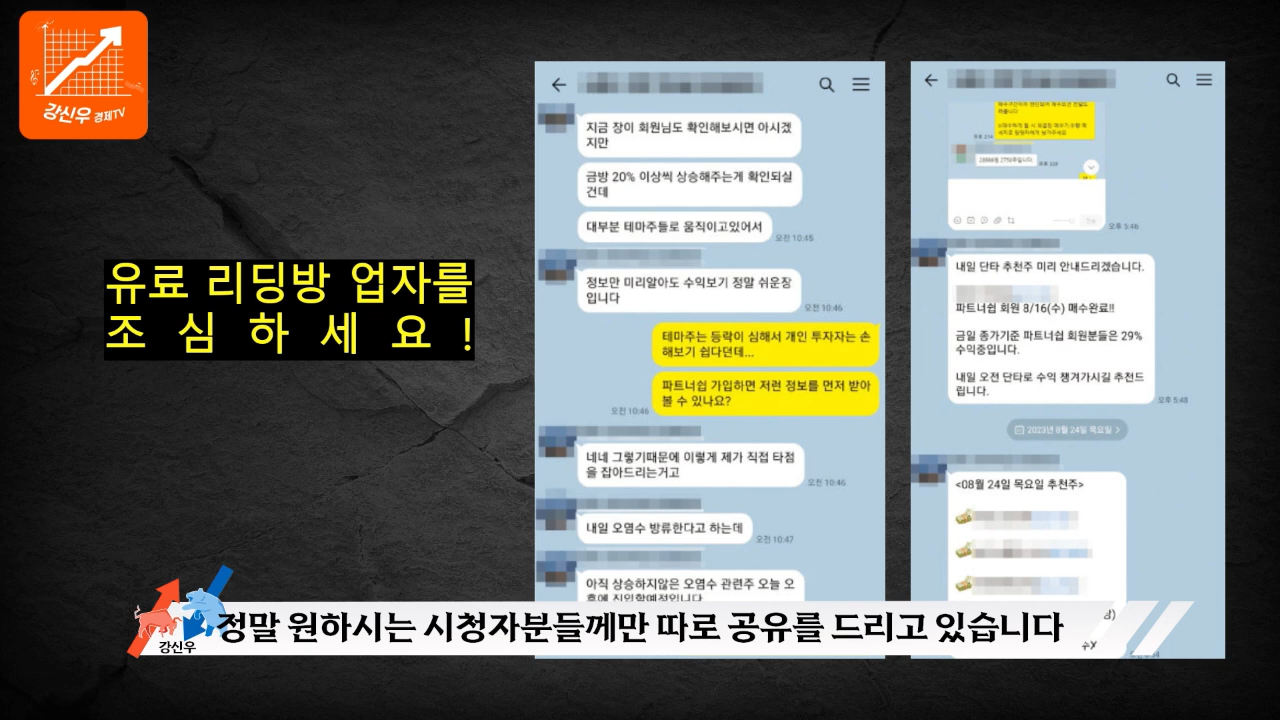 강신우 경제TV
유료 리딩방 업자를
조심하세요!
지금 장이 회원님도 확인해보시면 아시겠
지만
금방 20% 이상씩 상승해주는게 확인되실
건데
대부분 테마주들로 움직이고있어서
오전 10:45
정보만 미리알아도 수익보기 정말 쉬운장
입니다
오전 10:46
테마주는 등락이 심해서 개인 투자자는 손
해보기 쉽다던데...
파트너쉽 가입하면 저런 정보를 먼저 받아
볼 수 있나요?
오전 10:46
네네 그렇기때문에 이렇게 제가 직접 타점
을 잡아드리는거고
오전 10:46
내일 오염수 방류한다고 하는데
오전 10:47
아직 상승하지않은 오염수 관련주 오늘 오
후에 진입할예정입니다
오후 5:46
내일 단타 추천주 미리 안내드리겠습니다.
파트너쉽 회원 8/16(수) 매수완료!!
금일 종가기준 파트너쉽 회원분들은 29%
수익중입니다.
내일 오전 단타로 수익 챙겨가시길 추천드
립니다.
오후 5:48
2023년 8월 24일 목요일
<08월 24일 목요일 추천주>
강신우
정말 원하시는 시청자분들께만 따로 공유를 드리고 있습니다